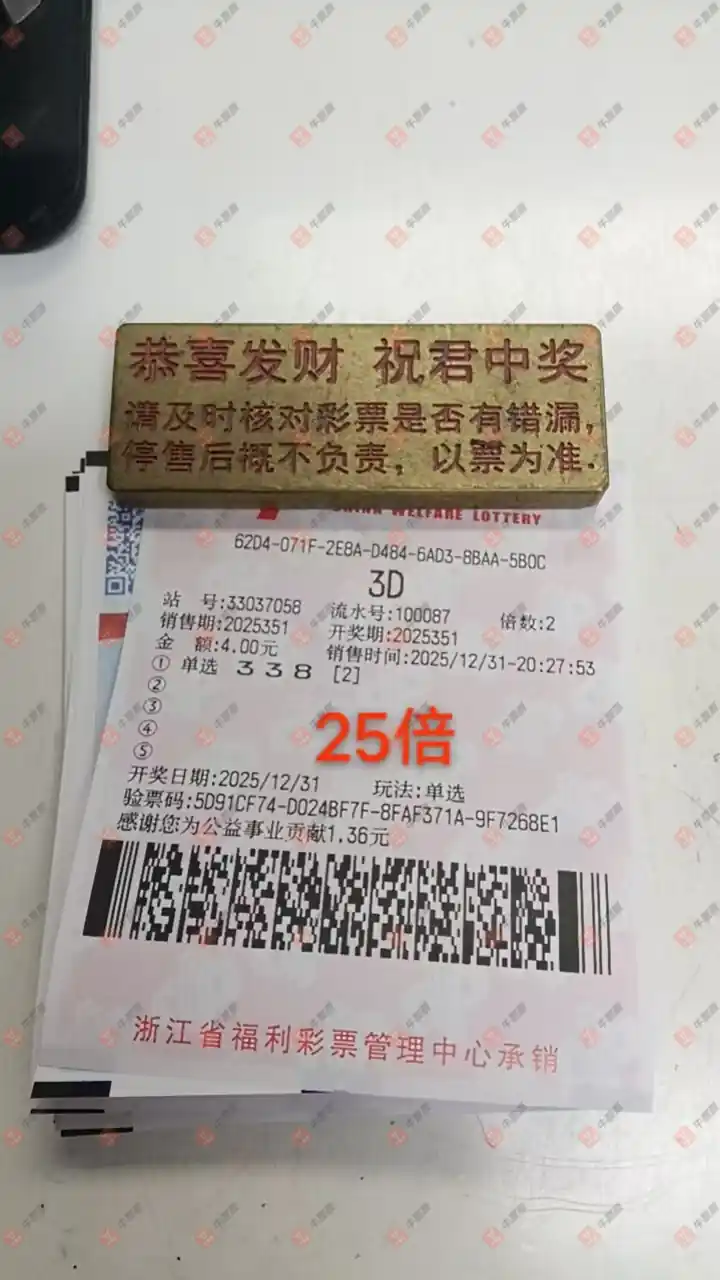 恭喜发财 祝君中奖
请及时核对彩票是否有错漏,
停售后概不负责, 以票为准.
CHINA WELFARE LOTTERY
62D4-071F-2E8A-D484-6AD3-8BAA-5B0C
3D
站 号:33037058 流水号:100087 倍数:2
销售期:2025351 开奖期:2025351
金 额:4.00元 销售时间:2025/12/31-20:27:53
① 单选 3 3 8 [2]
②
③
④
⑤
25倍
开奖日期:2025/12/31 玩法:单选
验票码:5D91CF74-D024BF7F-8FAF371A-9F7268E1
感谢您为公益事业贡献1.36元
浙江省福利彩票管理中心承销